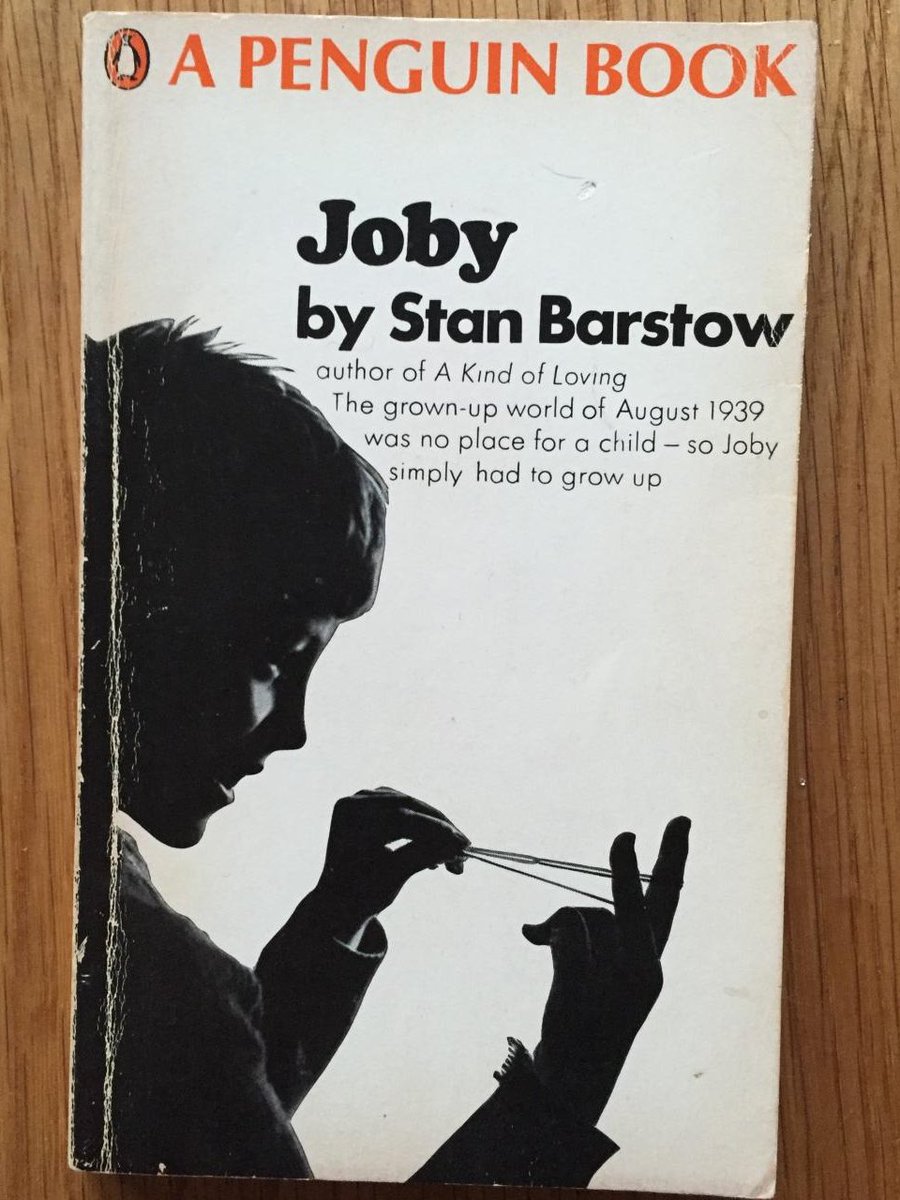 A PENGUIN BOOK
Joby
by Stan Barstow
author of A Kind of Loving
The grown-up world of August 1939
was no place for a child – so Joby
simply had to grow up